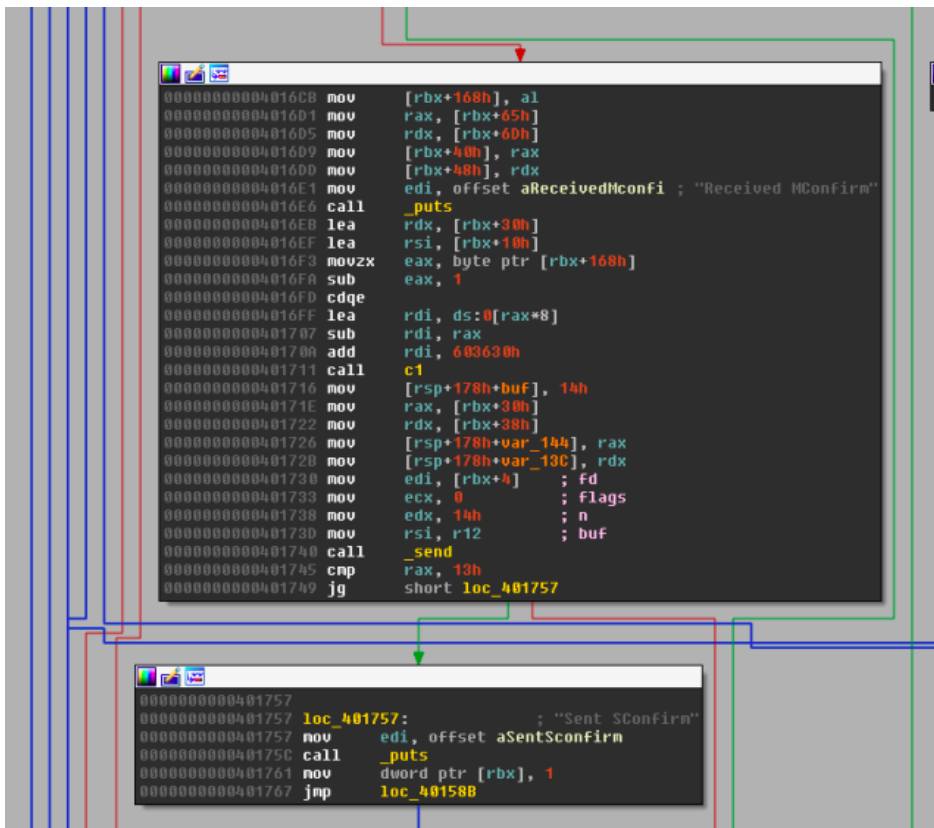 00000000004016CB mov [rbx+168h], al
00000000004016D1 mov rax, [rbx+65h]
00000000004016D5 mov rdx, [rbx+6Dh]
00000000004016D9 mov [rbx+40h], rax
00000000004016DD mov [rbx+48h], rdx
00000000004016E1 mov edi, offset aReceivedMconfi ; "Received MConfirm"
00000000004016E6 call _puts
00000000004016EB lea rdx, [rbx+30h]
00000000004016EF lea rsi, [rbx+10h]
00000000004016F3 movzx eax, byte ptr [rbx+168h]
00000000004016FA sub eax, 1
00000000004016FD cdqe
00000000004016FF lea rdi, ds:0[rax*8]
0000000000401707 sub rdi, rax
000000000040170A add rdi, 603630h
0000000000401711 call c1
0000000000401716 mov [rsp+178h+buf], 14h
000000000040171E mov rax, [rbx+30h]
0000000000401722 mov rdx, [rbx+38h]
0000000000401726 mov [rsp+178h+var_144], rax
000000000040172B mov [rsp+178h+var_13C], rdx
0000000000401730 mov edi, [rbx+4] ; fd
0000000000401733 mov ecx, 0 ; flags
0000000000401738 mov edx, 14h ; n
000000000040173D mov rsi, r12 ; buf
0000000000401740 call _send
0000000000401745 cmp rax, 13h
0000000000401749 jg short loc_401757
0000000000401757
0000000000401757 loc_401757: ; "Sent SConfirm"
0000000000401757 mov edi, offset aSentSconfirm
000000000040175C call _puts
0000000000401761 mov dword ptr [rbx], 1
0000000000401767 jmp loc_40158B